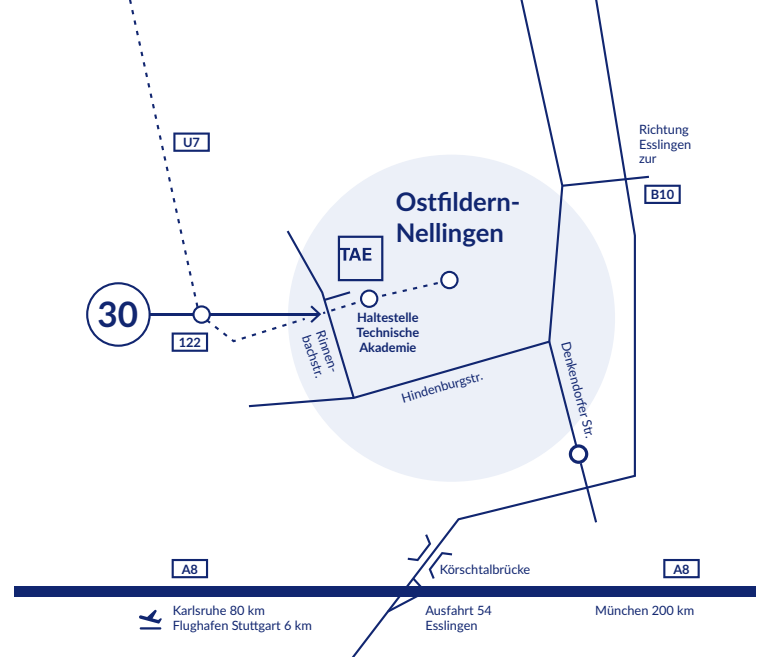 U7
Richtung
Esslingen
zur
B10
Ostfildern-
Nellingen
TAE
30
122
Haltestelle
Technische
Akademie
Rinnen-
bachstr.
Hindenburgstr.
Denkendorfer Str.
A8
Körschtalbrücke
A8
Karlsruhe 80 km
Flughafen Stuttgart 6 km
Ausfahrt 54
Esslingen
München 200 km